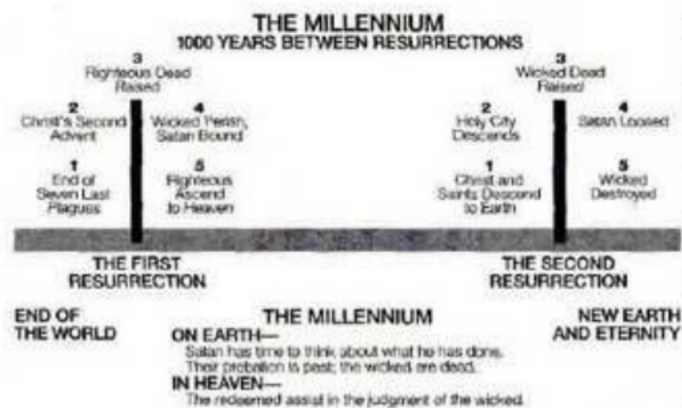 THE MILLENNIUM
1000 YEARS BETWEEN RESURRECTIONS
3
Righteous Dead
Raised
2
Christ's Second
Advent
4
Wicked Perish,
Satan Bound
1
End of
Seven Last
Plagues
5
Righteous
Ascend
to Heaven
3
Wicked Dead
Raised
2
Holy City
Descends
4
Satan Loosed
1
Christ and
Saints Descend
to Earth
5
Wicked
Destroyed
THE FIRST
RESURRECTION
THE SECOND
RESURRECTION
END OF
THE WORLD
THE MILLENNIUM
ON EARTH—
Satan has time to think about what he has done.
Their probation is past; the wicked are dead.
IN HEAVEN—
The redeemed assist in the judgment of the wicked.
NEW EARTH
AND ETERNITY